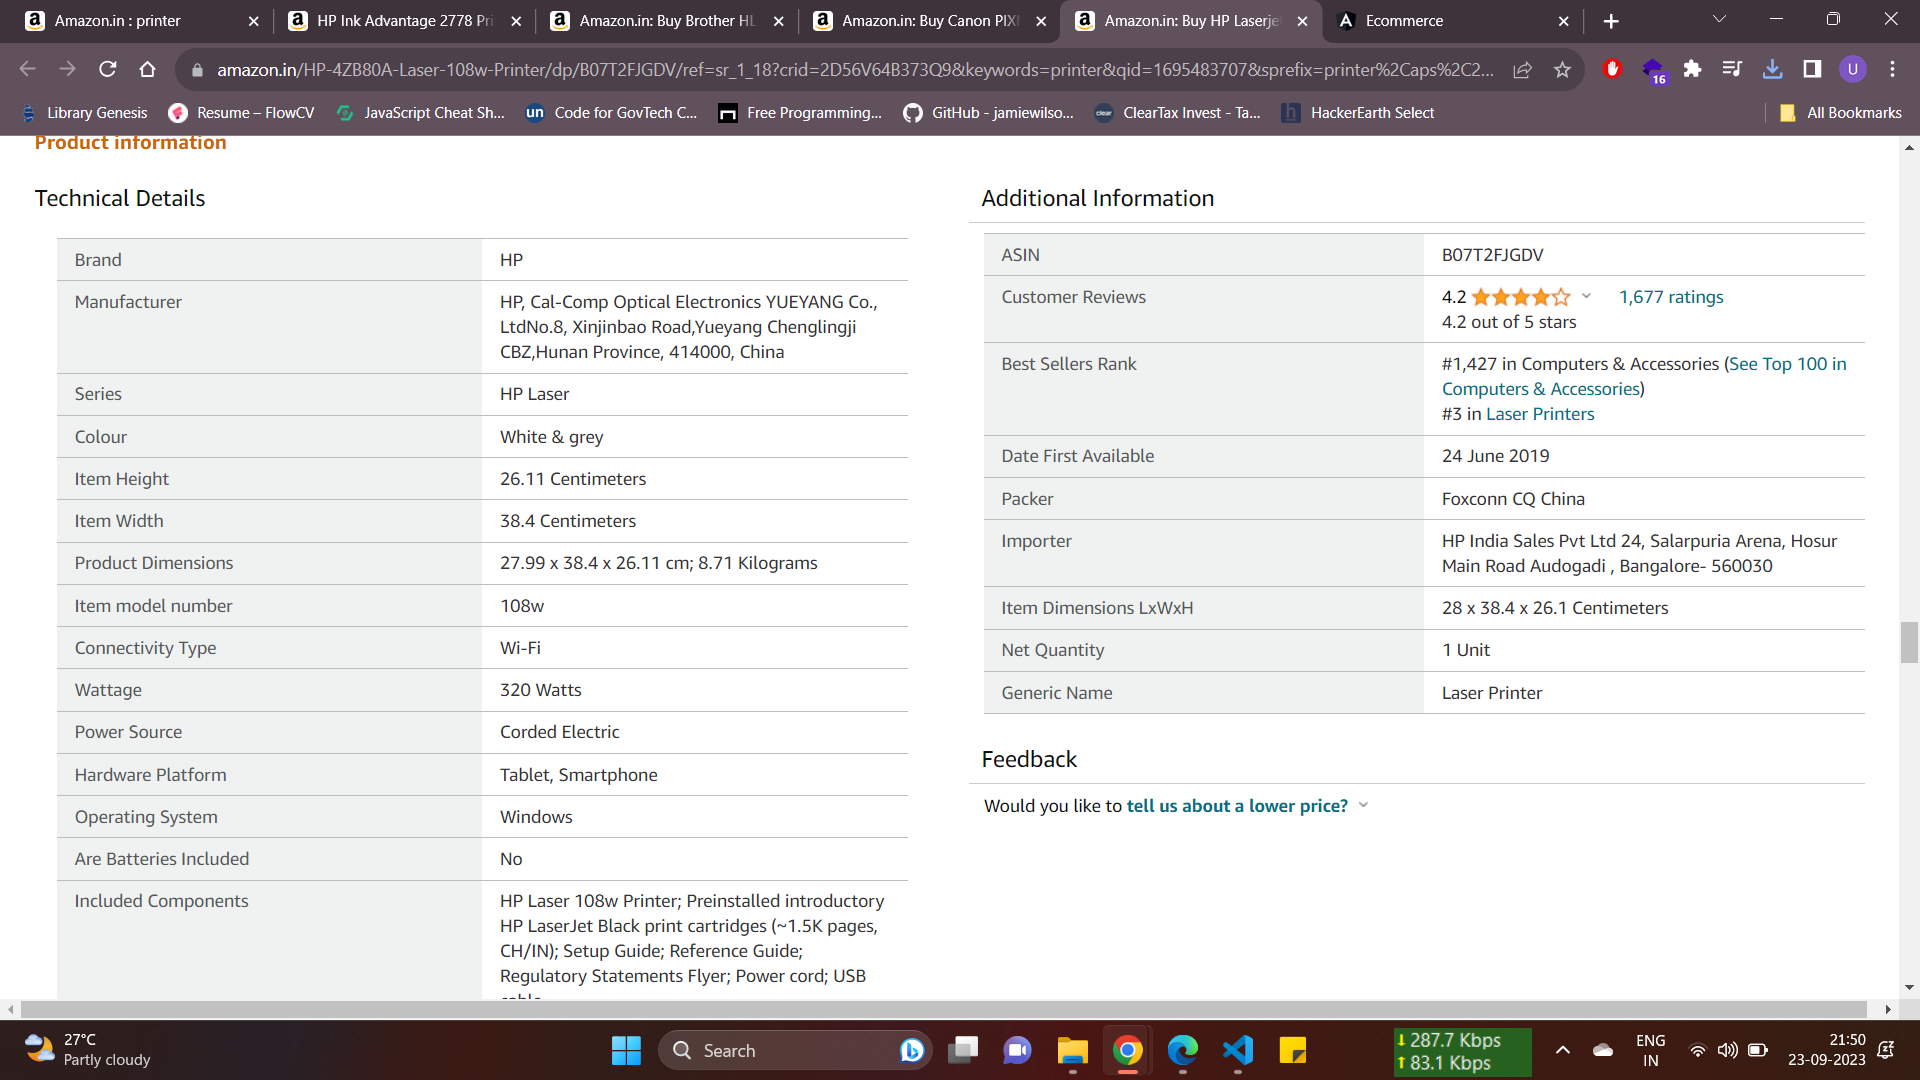 Amazon.in : printer
HP Ink Advantage 2778 Pri
Amazon.in: Buy Brother HL
Amazon.in: Buy Canon PIX
Amazon.in: Buy HP Laserje
Ecommerce
amazon.in/HP-4ZB80A-Laser-108w-Printer/dp/B07T2FJGDV/ref=sr_1_18?crid=2D56V64B373Q9&keywords=printer&qid=1695483707&sprefix=printer%2Caps%2C2...
16
U
Library Genesis
Resume – FlowCV
JavaScript Cheat Sh...
un
Code for GovTech C...
Free Programming...
GitHub - jamiewilso...
clear
ClearTax Invest - Ta...
h
HackerEarth Select
All Bookmarks
Product information
Technical Details
Brand HP
Manufacturer HP, Cal-Comp Optical Electronics YUEYANG Co.,
LtdNo.8, Xinjinbao Road,Yueyang Chenglingji
CBZ,Hunan Province, 414000, China
Series HP Laser
Colour White & grey
Item Height 26.11 Centimeters
Item Width 38.4 Centimeters
Product Dimensions 27.99 x 38.4 x 26.11 cm; 8.71 Kilograms
Item model number 108w
Connectivity Type Wi-Fi
Wattage 320 Watts
Power Source Corded Electric
Hardware Platform Tablet, Smartphone
Operating System Windows
Are Batteries Included No
Included Components HP Laser 108w Printer; Preinstalled introductory
HP LaserJet Black print cartridges (~1.5K pages,
CH/IN); Setup Guide; Reference Guide;
Regulatory Statements Flyer; Power cord; USB
Additional Information
ASIN B07T2FJGDV
Customer Reviews 4.2 1,677 ratings
4.2 out of 5 stars
Best Sellers Rank #1,427 in Computers & Accessories (See Top 100 in
Computers & Accessories)
#3 in Laser Printers
Date First Available 24 June 2019
Packer Foxconn CQ China
Importer HP India Sales Pvt Ltd 24, Salarpuria Arena, Hosur
Main Road Audogadi , Bangalore- 560030
Item Dimensions LxWxH 28 x 38.4 x 26.1 Centimeters
Net Quantity 1 Unit
Generic Name Laser Printer
Feedback
Would you like to tell us about a lower price?
27°C
Partly cloudy
Search
287.7 Kbps
83.1 Kbps
ENG
IN
21:50
23-09-2023